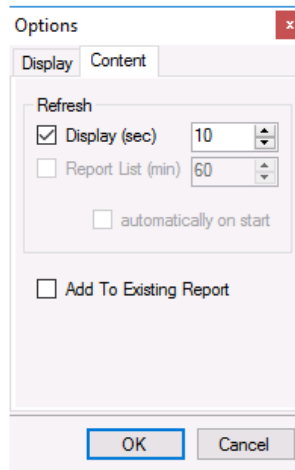 Options
x
Display Content
Refresh
Display (sec) 10
Report List (min) 60
automatically on start
Add To Existing Report
OK Cancel